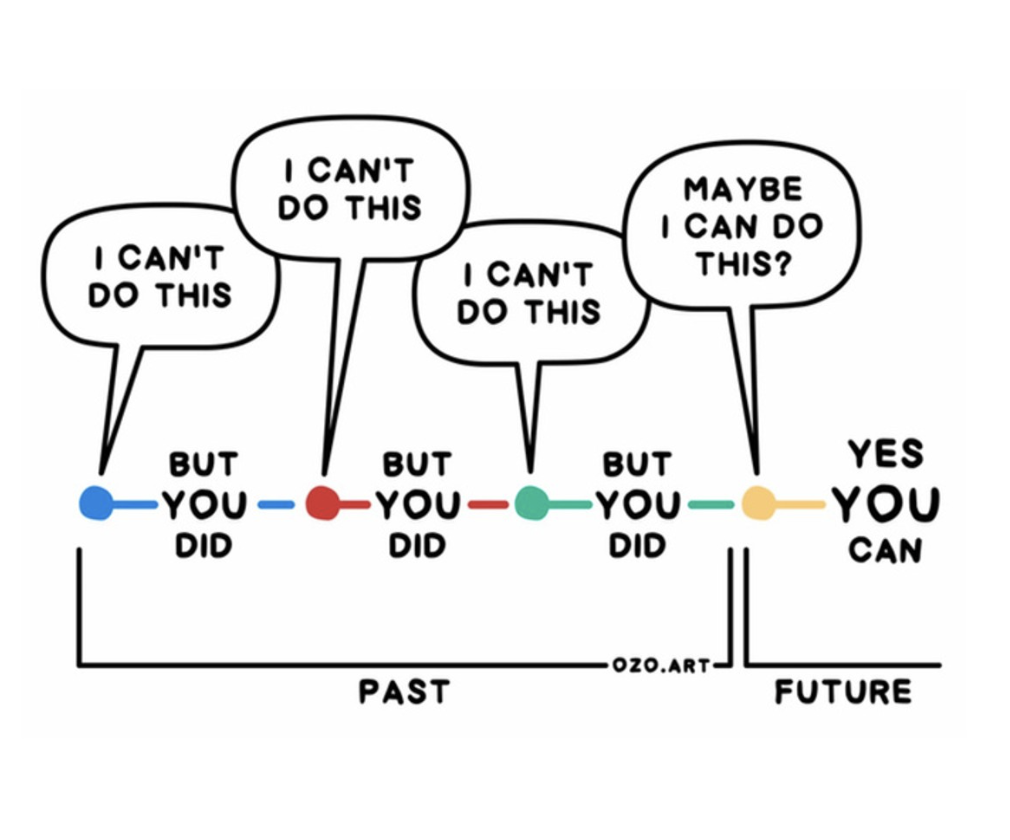 I CAN'T
DO THIS
I CAN'T
DO THIS
I CAN'T
DO THIS
MAYBE
I CAN DO
THIS?
BUT
YOU
DID
BUT
YOU
DID
BUT
YOU
DID
YES
YOU
CAN
OZO.ART
PAST
FUTURE